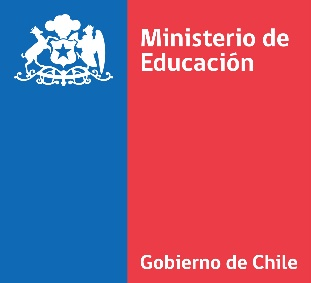 Ministerio de
Educación
Gobierno de Chile